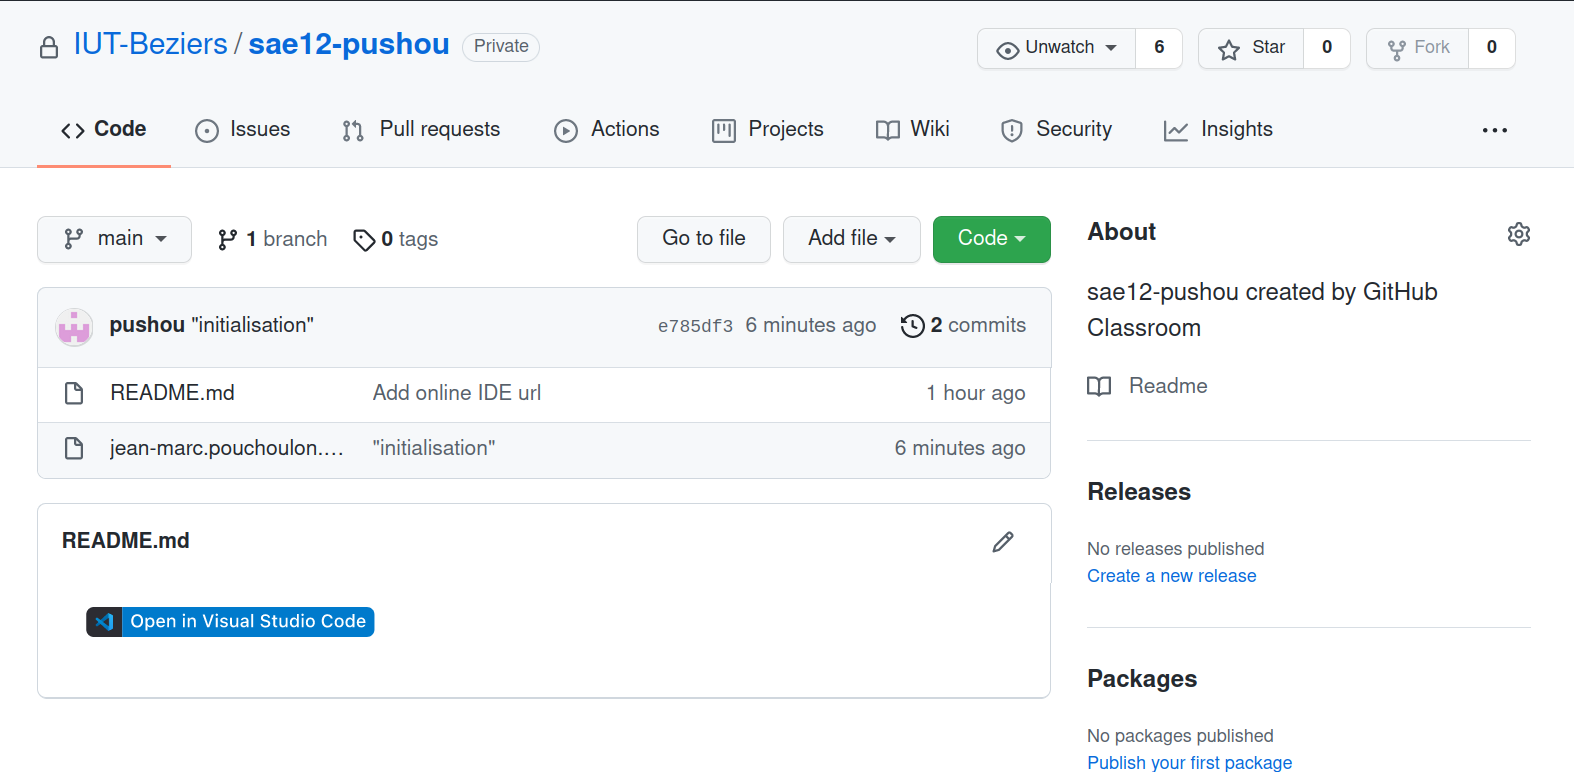 IUT-Beziers / sae12-pushou Private
Unwatch 6 Star 0 Fork 0
Code Issues Pull requests Actions Projects Wiki Security Insights ...
main 1 branch 0 tags Go to file Add file Code
pushou "initialisation" e785df3 6 minutes ago 2 commits
README.md Add online IDE url 1 hour ago
jean-marc.pouchoulon.... "initialisation" 6 minutes ago
README.md
Open in Visual Studio Code
About
sae12-pushou created by GitHub
Classroom
Readme
Releases
No releases published
Create a new release
Packages
No packages published
Publish your first package